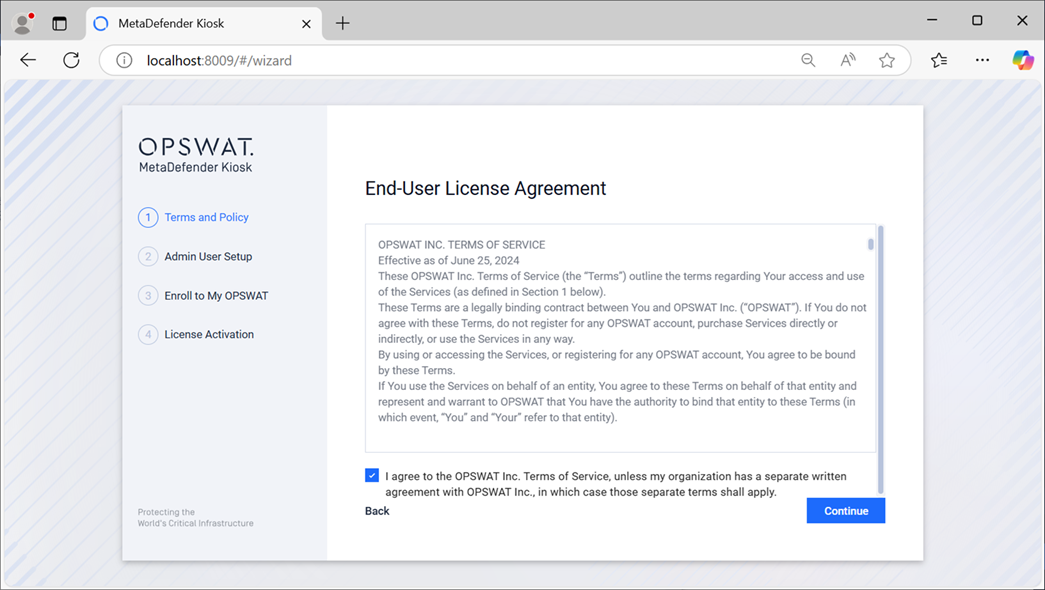 MetaDefender Kiosk
localhost:8009/#/wizard
OPSWAT.
MetaDefender Kiosk
1 Terms and Policy
2 Admin User Setup
3 Enroll to My OPSWAT
4 License Activation
Protecting the
World's Critical Infrastructure
End-User License Agreement
OPSWAT INC. TERMS OF SERVICE
Effective as of June 25, 2024
These OPSWAT Inc. Terms of Service (the “Terms”) outline the terms regarding Your access and use
of the Services (as defined in Section 1 below).
These Terms are a legally binding contract between You and OPSWAT Inc. (“OPSWAT”). If You do not
agree with these Terms, do not register for any OPSWAT account, purchase Services directly or
indirectly, or use the Services in any way.
By using or accessing the Services, or registering for any OPSWAT account, You agree to be bound
by these Terms.
If You use the Services on behalf of an entity, You agree to these Terms on behalf of that entity and
represent and warrant to OPSWAT that You have the authority to bind that entity to these Terms (in
which event, “You” and “Your” refer to that entity).
I agree to the OPSWAT Inc. Terms of Service, unless my organization has a separate written
agreement with OPSWAT Inc., in which case those separate terms shall apply.
Back
Continue